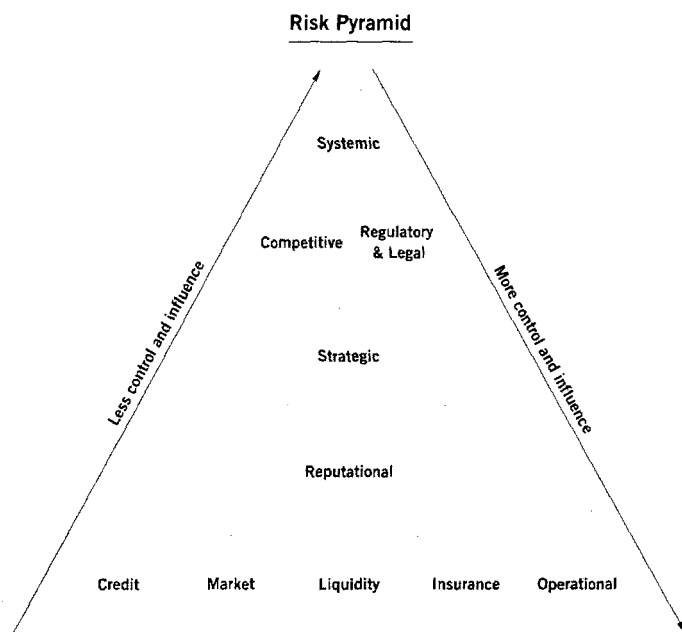 Risk Pyramid
Systemic
Competitive
Regulatory
& Legal
Less control and influence
More control and influence
Strategic
Reputational
Credit Market Liquidity Insurance Operational